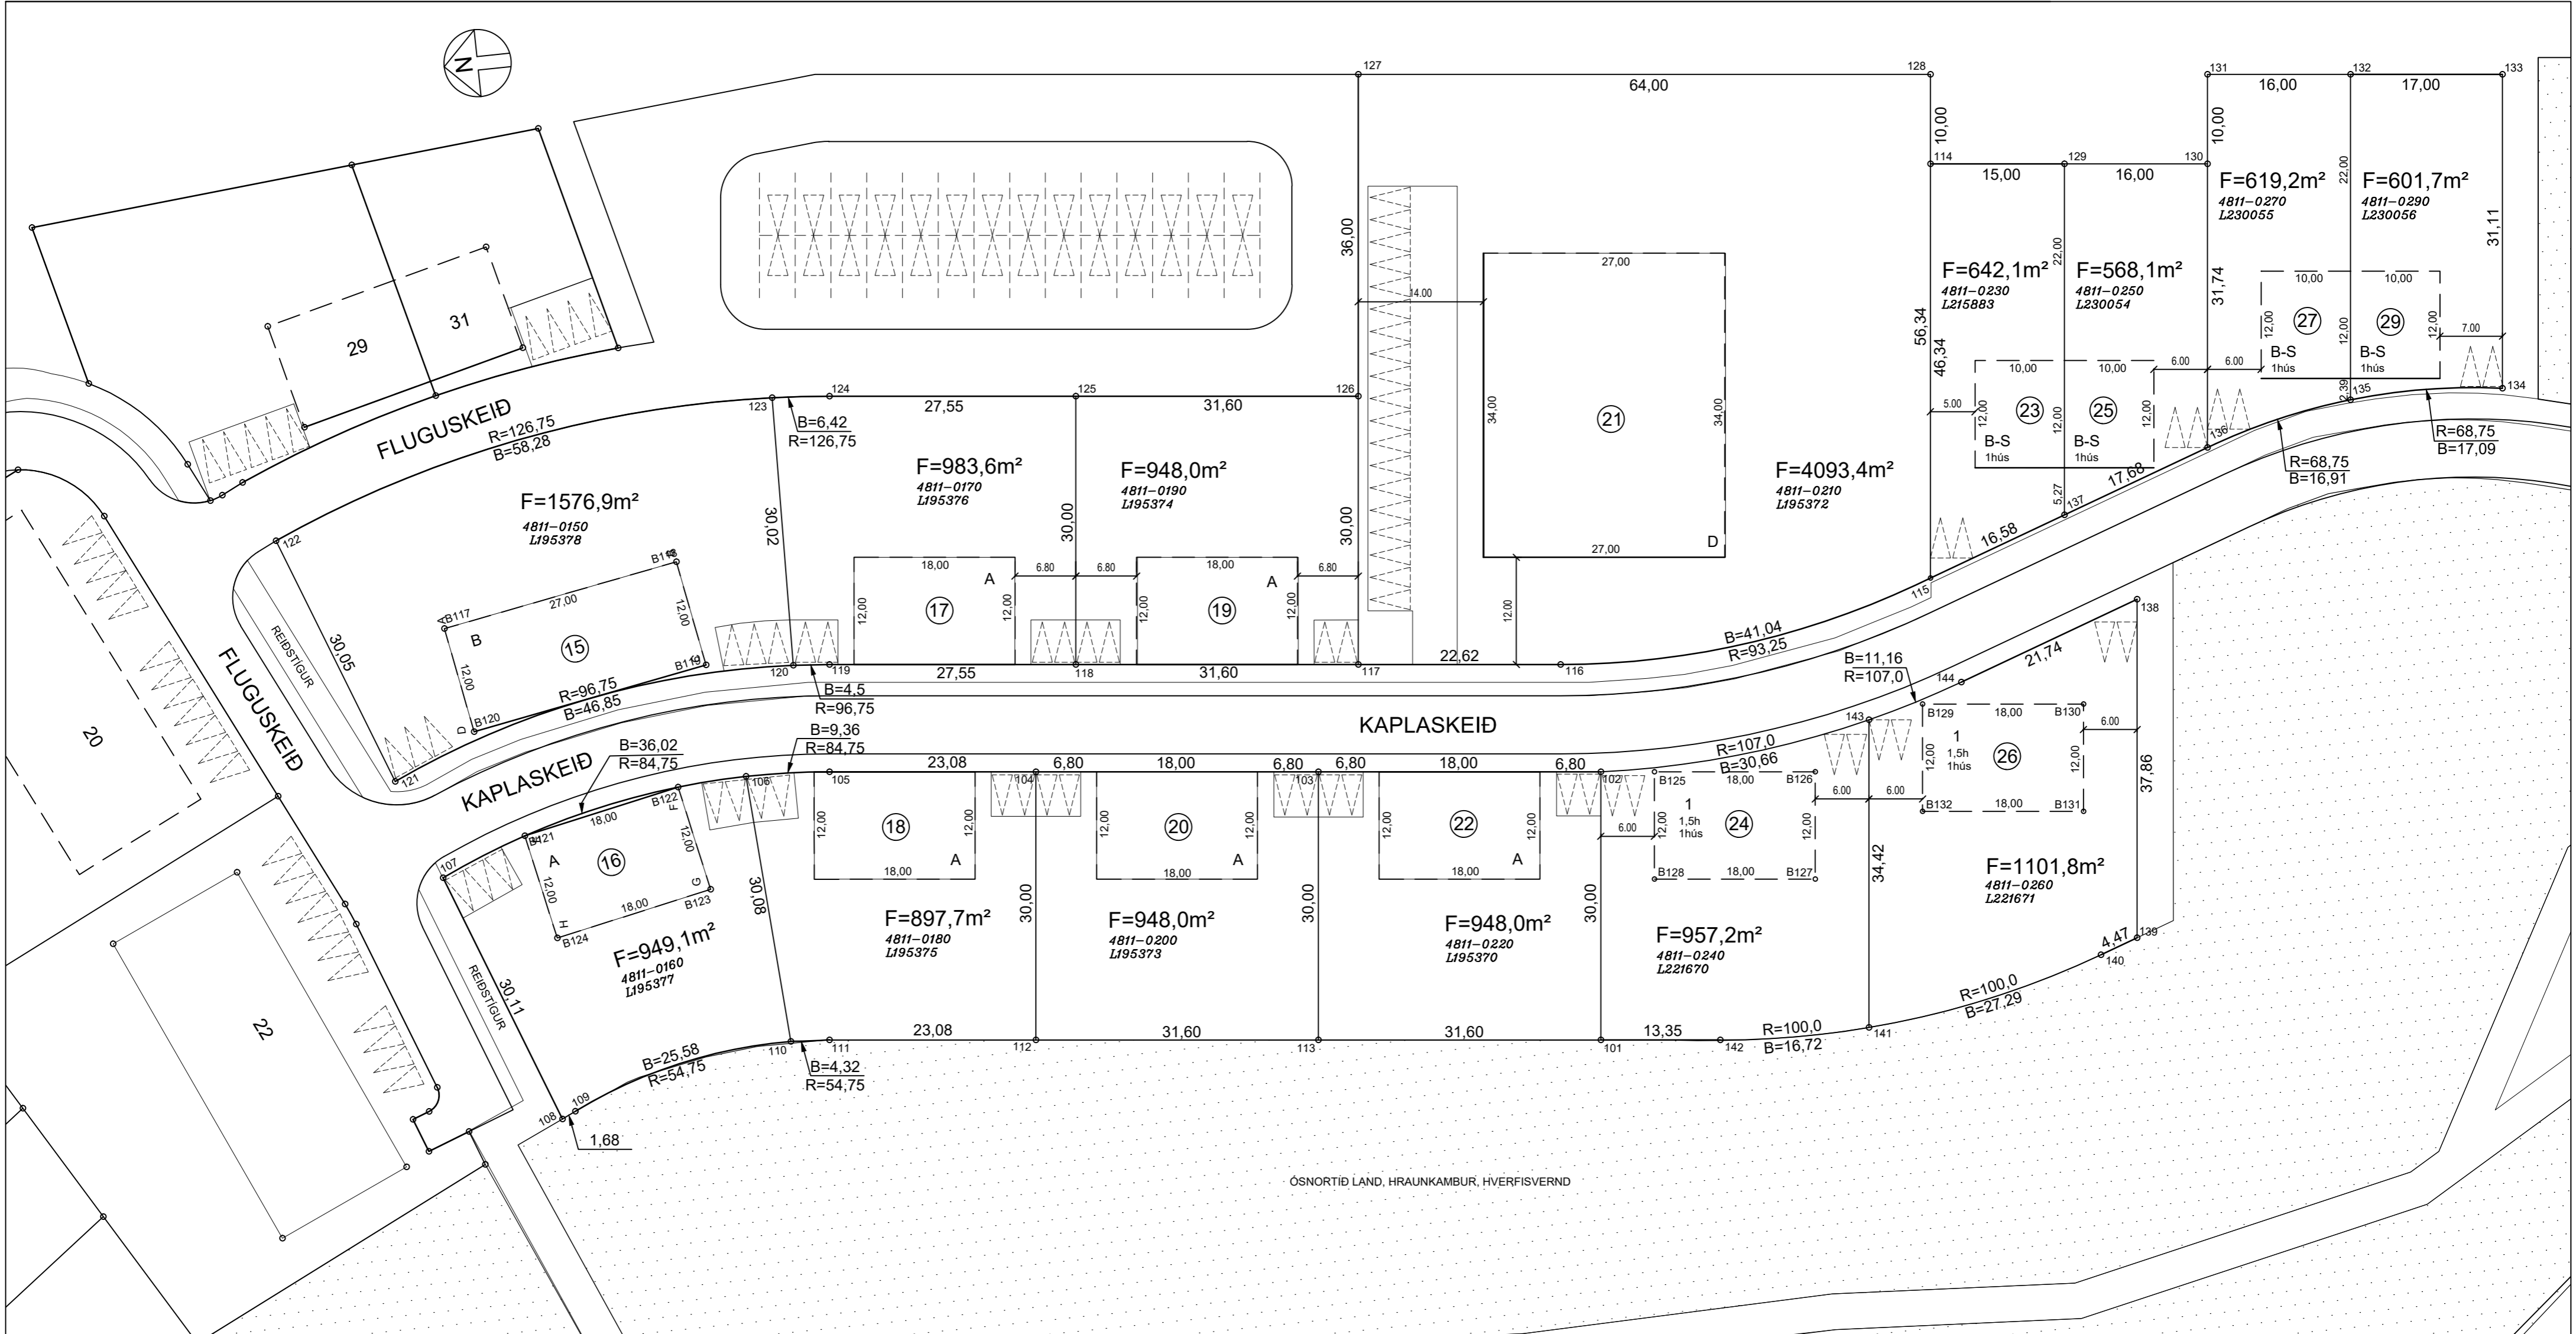 N
127
128
131
132
133
64,00
16,00
17,00
10,00
10,00
114
129
130
15,00
16,00
22,00
31,11
F=619,2m²
4811-0270
L230055
F=601,7m²
4811-0290
L230056
36,00
22,00
F=642,1m²
4811-0230
L215883
F=568,1m²
4811-0250
L230054
31,74
27,00
14.00
10,00
10,00
12,00
27
12,00
29
12,00
7.00
B-S
1hús
B-S
1hús
56,34
46,34
29
31
FLUGUSKEIÐ
R=126,75
B=58,28
123
124
125
126
27,55
31,60
B=6,42
R=126,75
34,00
21
34,00
10,00
10,00
6.00
6.00
5.00
12,00
23
12,00
25
12,00
B-S
1hús
B-S
1hús
2,39
135
134
136
R=68,75
B=17,09
R=68,75
B=16,91
17,68
5,27
137
16,58
F=1576,9m²
4811-0150
L195378
F=983,6m²
4811-0170
L195376
F=948,0m²
4811-0190
L195374
F=4093,4m²
4811-0210
L195372
30,02
30,00
30,00
122
27,00
D
B118
B117
27,00
12,00
B
15
12,00
B119
B120
D
18,00
A
12,00
17
12,00
6.80
6.80
18,00
A
12,00
19
12,00
6.80
12.00
115
138
30,05
REIÐSTÍGUR
FLUGUSKEIÐ
20
R=96,75
B=46,85
121
120
119
27,55
118
31,60
117
22,62
116
B=4,5
R=96,75
B=41,04
R=93,25
B=11,16
R=107,0
144
21,74
KAPLASKEIÐ
KAPLASKEIÐ
B=36,02
R=84,75
B=9,36
R=84,75
R=107,0
B=30,66
143
B129
18,00
B130
6.00
1
1,5h
1hús
12,00
26
12,00
B132
18,00
B131
37,86
107
B121
B122
F
106
105
23,08
104
6,80
18,00
6,80
103
6,80
18,00
6,80
102
B125
18,00
B126
18,00
A
16
12,00
12,00
G
B123
18,00
H
B124
12,00
18
12,00
18,00
A
12,00
20
12,00
18,00
A
12,00
22
12,00
18,00
A
6.00
12,00
1
1,5h
1hús
24
12,00
B128
18,00
B127
6.00
6.00
34,42
30,08
30,00
30,00
30,00
F=949,1m²
4811-0160
L195377
F=897,7m²
4811-0180
L195375
F=948,0m²
4811-0200
L195373
F=948,0m²
4811-0220
L195370
F=957,2m²
4811-0240
L221670
F=1101,8m²
4811-0260
L221671
22
REIÐSTÍGUR
30,11
108
109
1,68
B=25,58
R=54,75
110
111
B=4,32
R=54,75
23,08
112
31,60
113
31,60
101
13,35
142
R=100,0
B=16,72
141
R=100,0
B=27,29
140
4,47
139
ÓSNORTIÐ LAND, HRAUNKAMBUR, HVERFISVERND